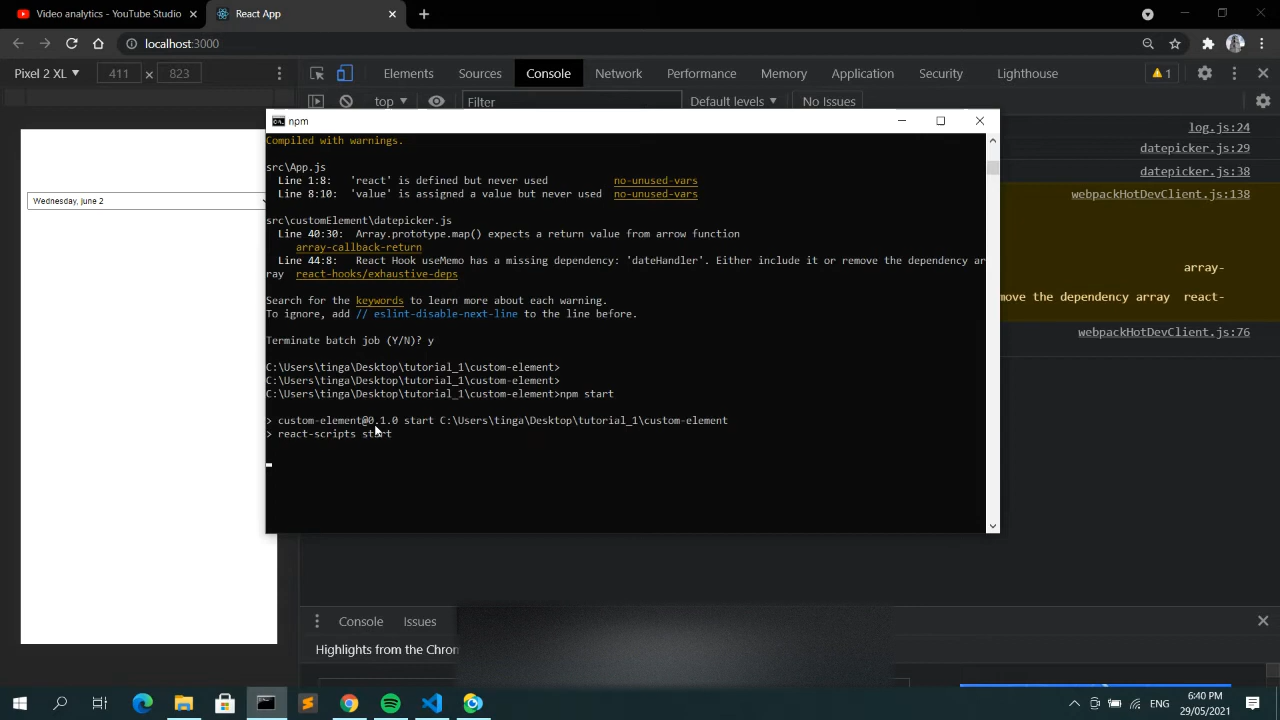 Video analytics - YouTube Studio
React App
localhost:3000
Pixel 2 XL
411 × 823
Elements
Sources
Console
Network
Performance
Memory
Application
Security
Lighthouse
1
top
Filter
Default levels
No Issues
log.js:24
datepicker.js:29
datepicker.js:38
webpackHotDevClient.js:138
array-
move the dependency array react-
webpackHotDevClient.js:76
Wednesday, june 2
npm
Compiled with warnings.
src\App.js
Line 1:8: 'react' is defined but never used no-unused-vars
Line 8:10: 'value' is assigned a value but never used no-unused-vars
src\customElement\datepicker.js
Line 40:30: Array.prototype.map() expects a return value from arrow function
array-callback-return
Line 44:8: React Hook useMemo has a missing dependency: 'dateHandler'. Either include it or remove the dependency ar
ray react-hooks/exhaustive-deps
Search for the keywords to learn more about each warning.
To ignore, add // eslint-disable-next-line to the line before.
Terminate batch job (Y/N)? y
C:\Users\tinga\Desktop\tutorial_1\custom-element>
C:\Users\tinga\Desktop\tutorial_1\custom-element>
C:\Users\tinga\Desktop\tutorial_1\custom-element>npm start
> custom-element@0.1.0 start C:\Users\tinga\Desktop\tutorial_1\custom-element
> react-scripts start
Console
Issues
Highlights from the Chrom
ENG
6:40 PM
29/05/2021